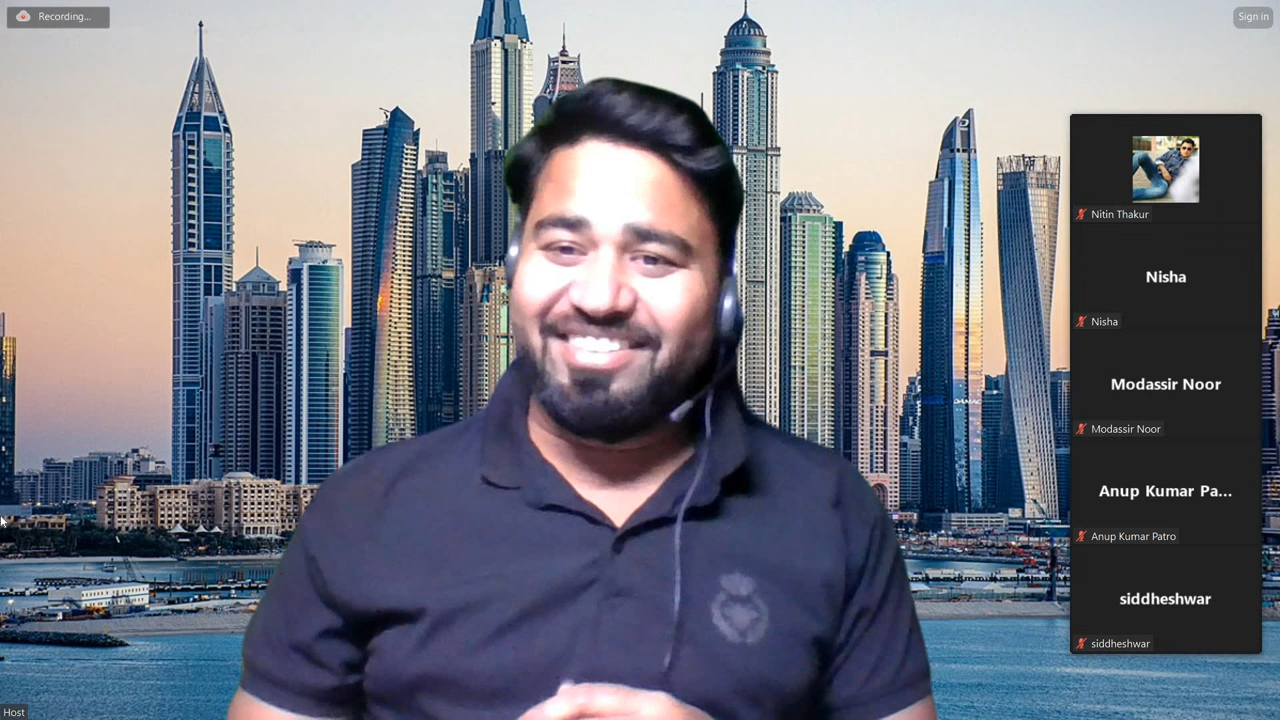 Recording...
Sign in
Nitin Thakur
Nisha
Nisha
Modassir Noor
Modassir Noor
Anup Kumar Pa...
Anup Kumar Patro
siddheshwar
siddheshwar
DAMAC
Host